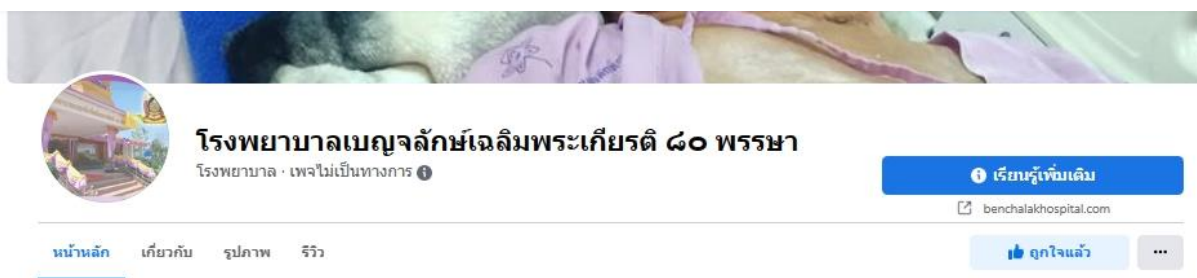 โรงพยาบาลเบญจลักษ์เฉลิมพระเกียรติ ๘๐ พรรษา
โรงพยาบาล · เพจไม่เป็นทางการ
เรียนรู้เพิ่มเติม
benchalakhospital.com
หน้าหลัก เกี่ยวกับ รูปภาพ รีวิว ถูกใจแล้ว ...